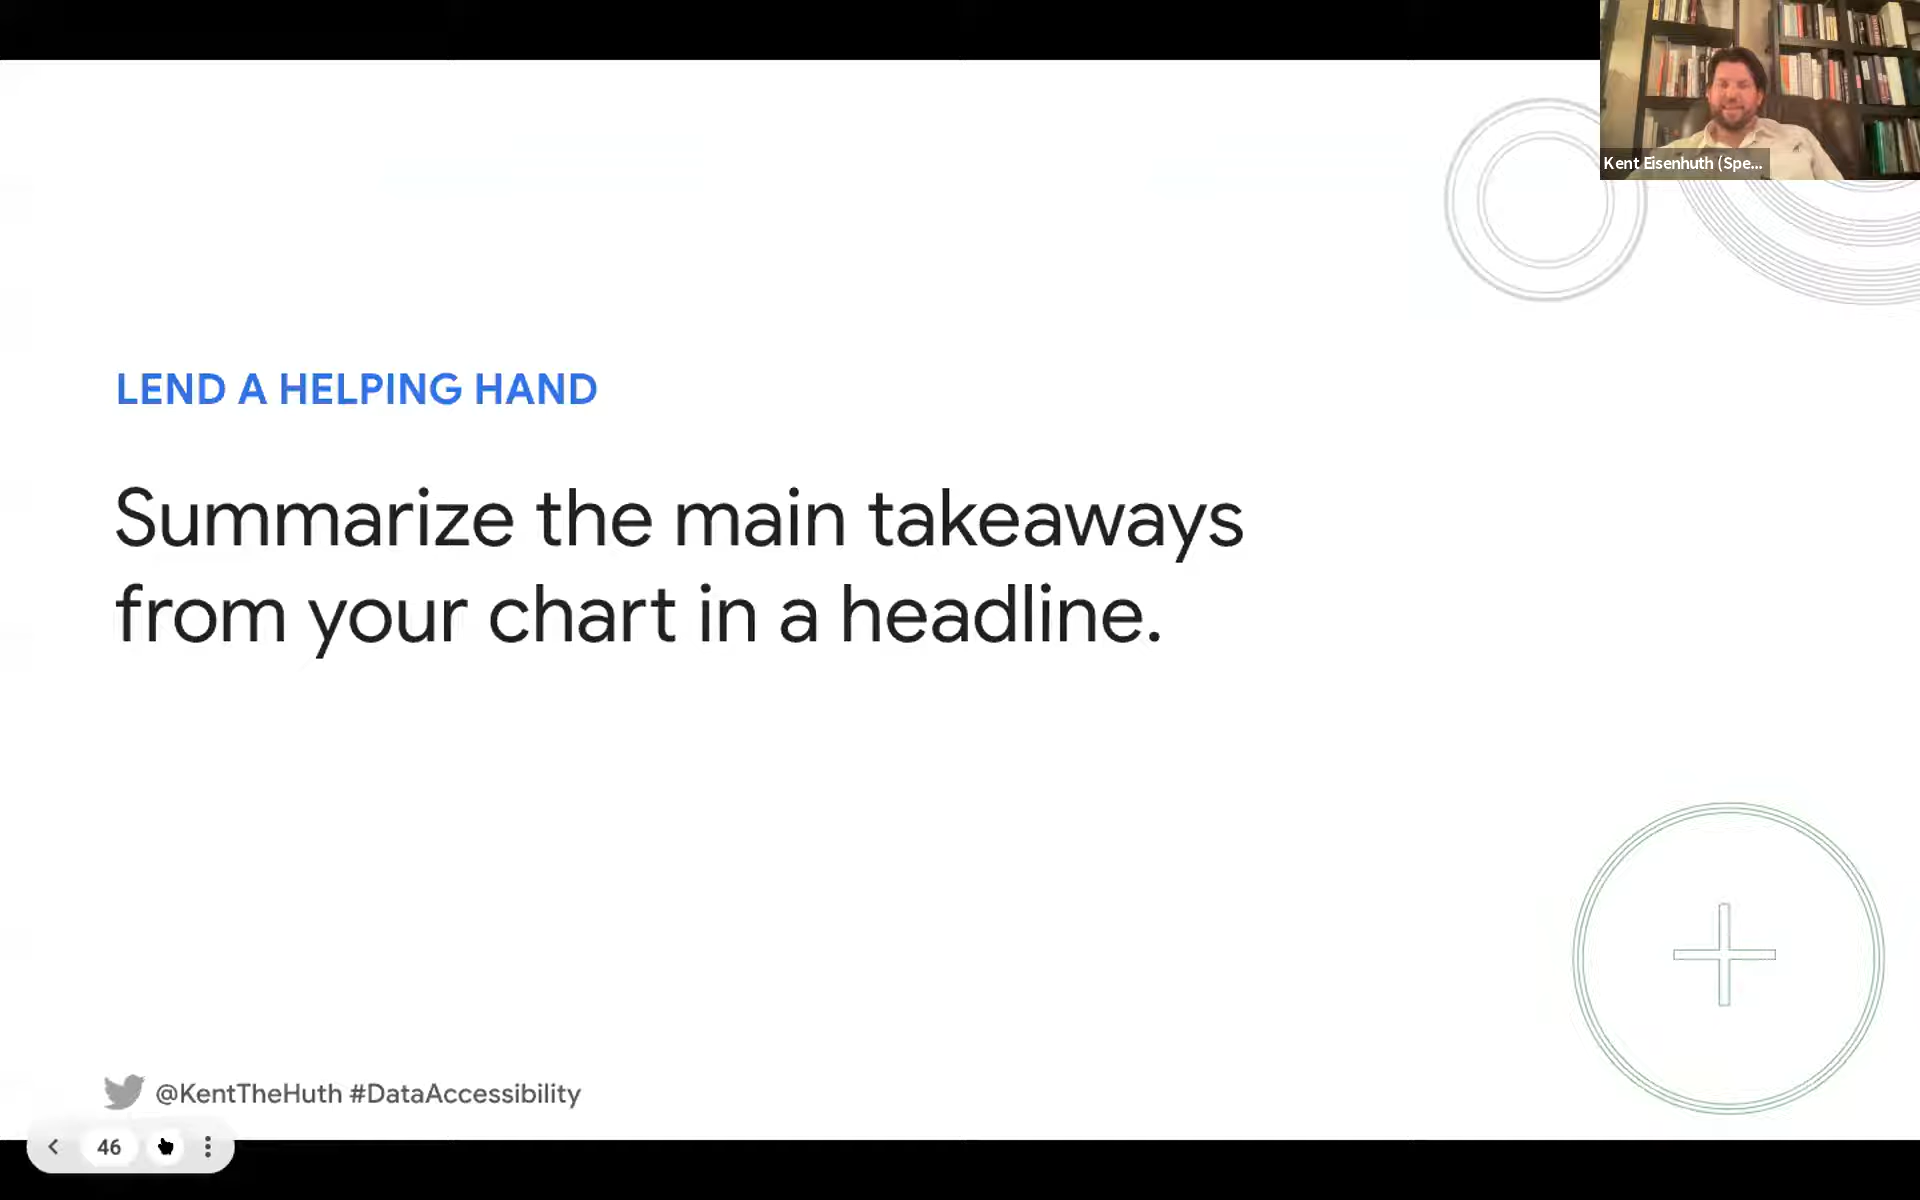 Kent Eisenhuth (Spe...
LEND A HELPING HAND
Summarize the main takeaways
from your chart in a headline.
@KentTheHuth #DataAccessibility
46